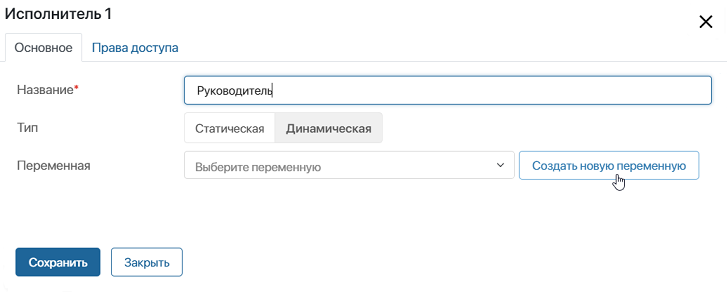 Исполнитель 1
Основное Права доступа
Название* Руководитель
Тип Статическая Динамическая
Переменная Выберите переменную Создать новую переменную
Сохранить Закрыть